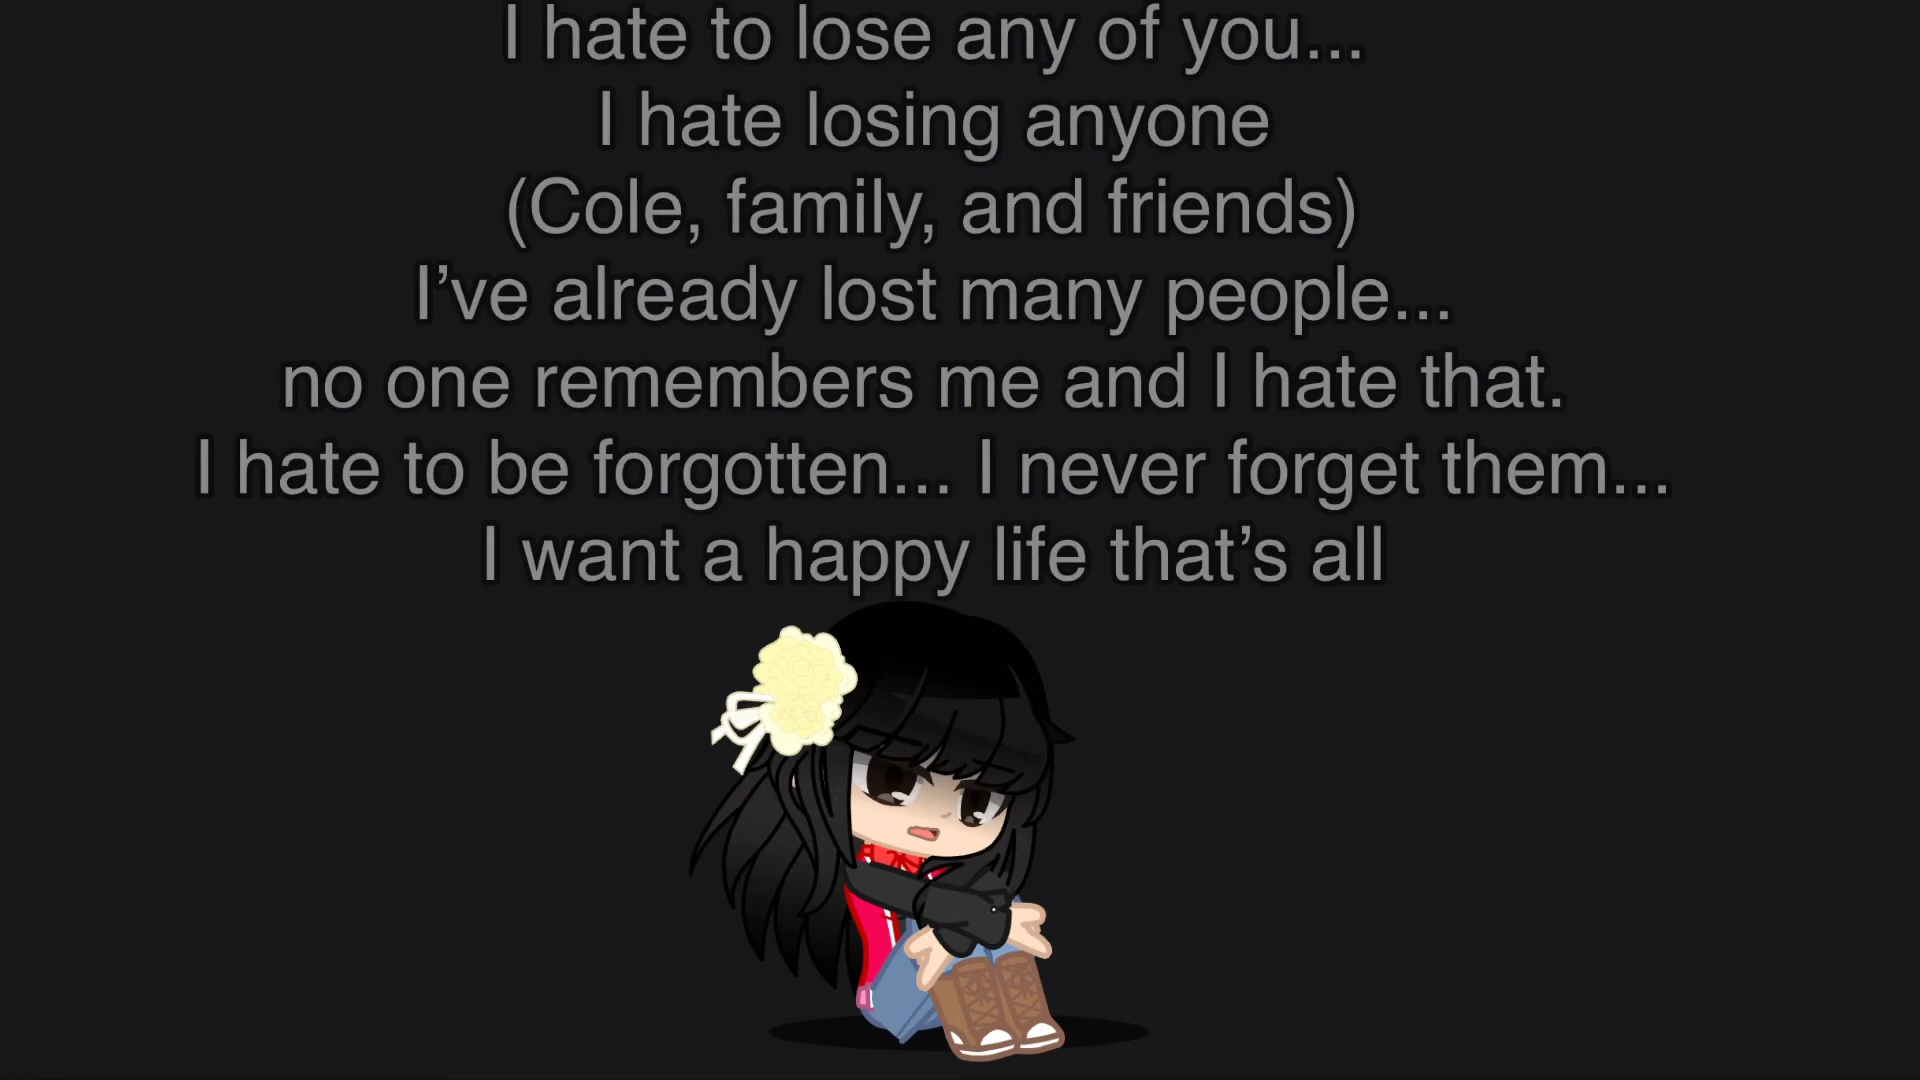 I hate to lose any of you...
I hate losing anyone
(Cole, family, and friends)
I’ve already lost many people...
no one remembers me and I hate that.
I hate to be forgotten... I never forget them...
I want a happy life that’s all